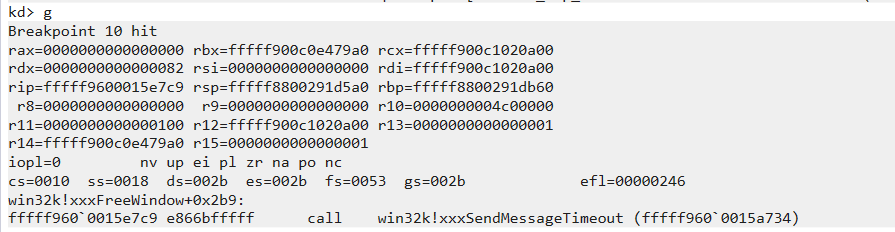 kd> g
Breakpoint 10 hit
rax=0000000000000000 rbx=fffff900c0e479a0 rcx=fffff900c1020a00
rdx=0000000000000082 rsi=0000000000000000 rdi=fffff900c1020a00
rip=fffff9600015e7c9 rsp=fffff8800291d5a0 rbp=fffff8800291db60
r8=0000000000000000 r9=0000000000000000 r10=0000000004c00000
r11=0000000000000100 r12=fffff900c1020a00 r13=0000000000000001
r14=fffff900c0e479a0 r15=0000000000000001
iopl=0 nv up ei pl zr na po nc
cs=0010 ss=0018 ds=002b es=002b fs=0053 gs=002b efl=00000246
win32k!xxxFreeWindow+0x2b9:
fffff960`0015e7c9 e866bfffff call win32k!xxxSendMessageTimeout (fffff960`0015a734)